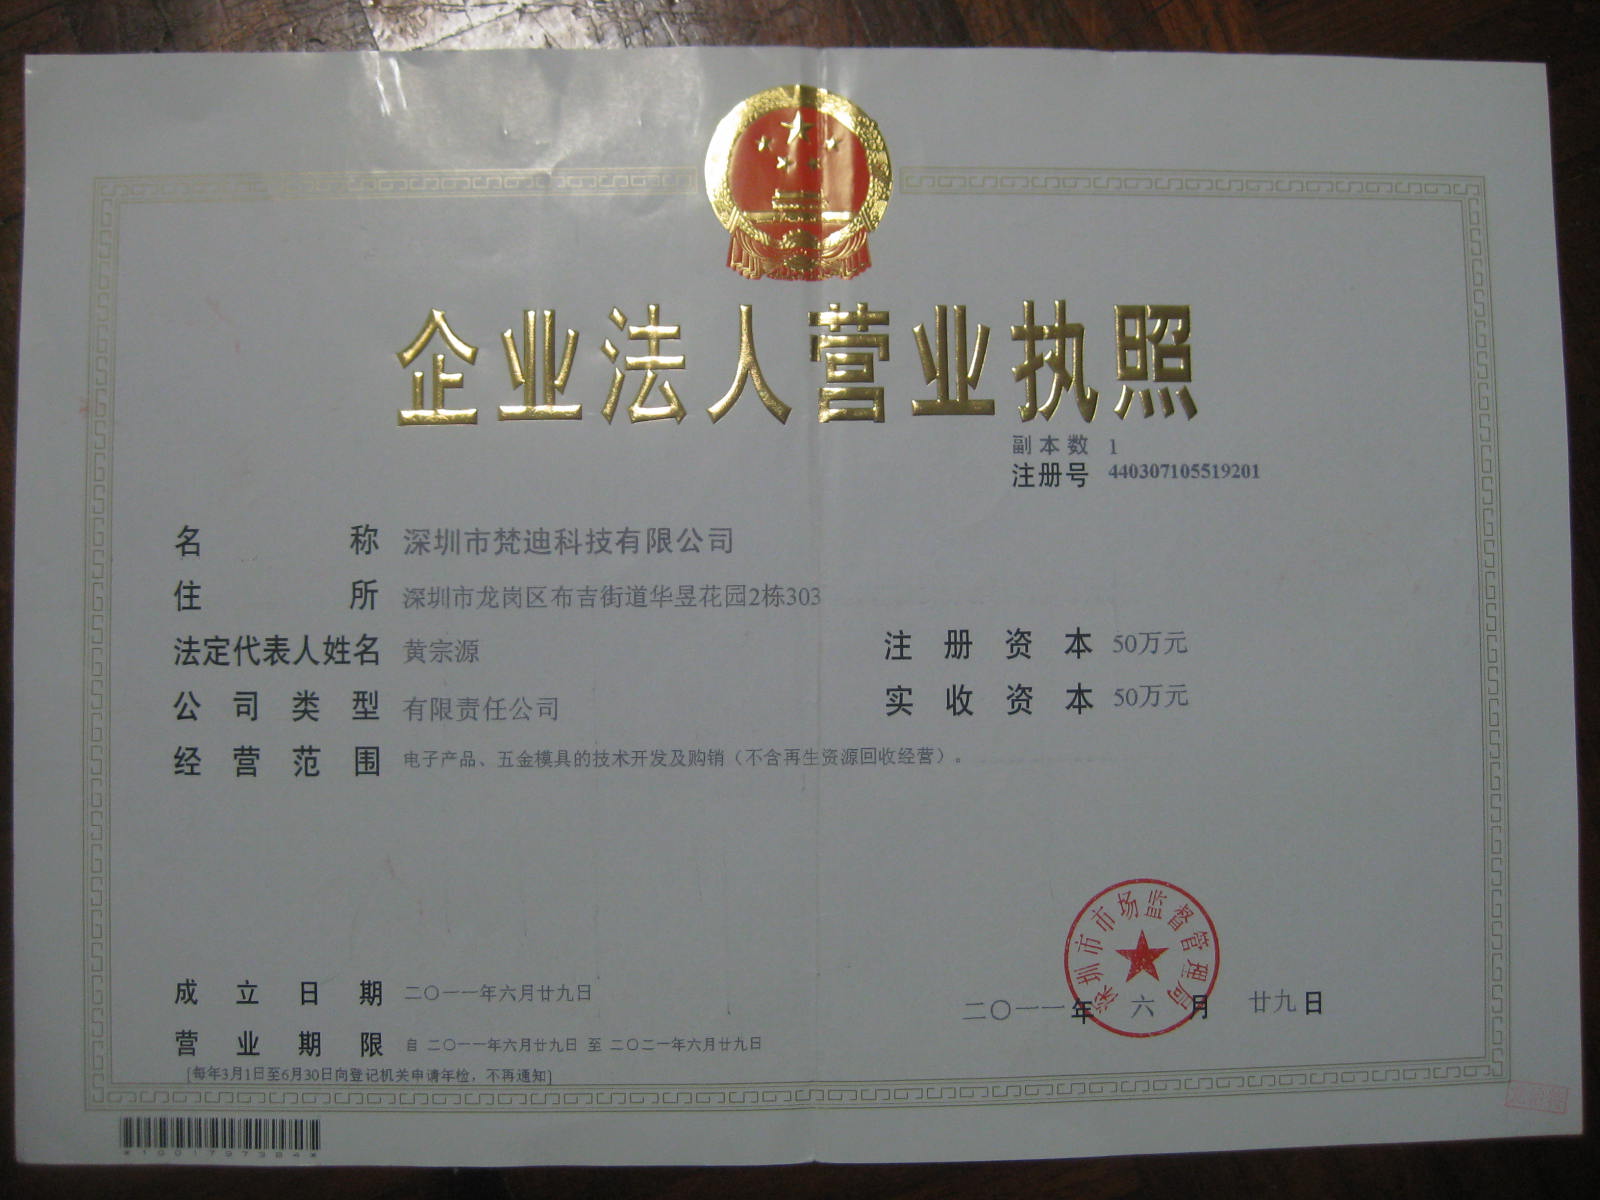 企业法人营业执照
副本数 1
注册号 440307105519201
名称 深圳市梵迪科技有限公司
住所 深圳市龙岗区布吉街道华昱花园2栋303
法定代表人姓名 黄宗源
注册资本 50万元
公司类型 有限责任公司
实收资本 50万元
经营范围 电子产品、五金模具的技术开发及购销（不含再生资源回收经营）。
深圳市市场监督管理局
成立日期 二〇一一年六月廿九日
二〇一一年 六 月 廿九日
营业期限 自 二〇一一年六月廿九日 至 二〇二一年六月廿九日
[每年3月1日至6月30日向登记机关申请年检，不再通知]